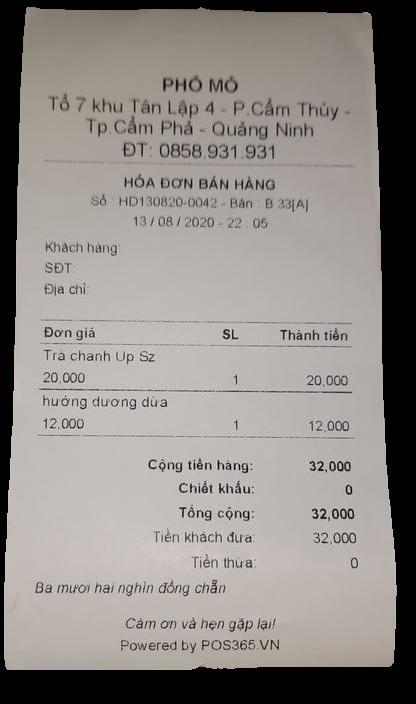 PHỐ MỎ
Tổ 7 khu Tân Lập 4 - P.Cẩm Thủy -
Tp.Cẩm Phả - Quảng Ninh
ĐT: 0858.931.931
HÓA ĐƠN BÁN HÀNG
Số : HD130820-0042 - Bàn : B 33[A]
13 / 08 / 2020 - 22 : 05
Khách hàng:
SĐT:
Địa chỉ:
Đơn giá SL Thành tiền
Trà chanh Up Sz
20,000 1 20,000
hướng dương dừa
12,000 1 12,000
Cộng tiền hàng: 32,000
Chiết khấu: 0
Tổng cộng: 32,000
Tiền khách đưa: 32,000
Tiền thừa: 0
Ba mươi hai nghìn đồng chẵn
Cảm ơn và hẹn gặp lại!
Powered by POS365.VN